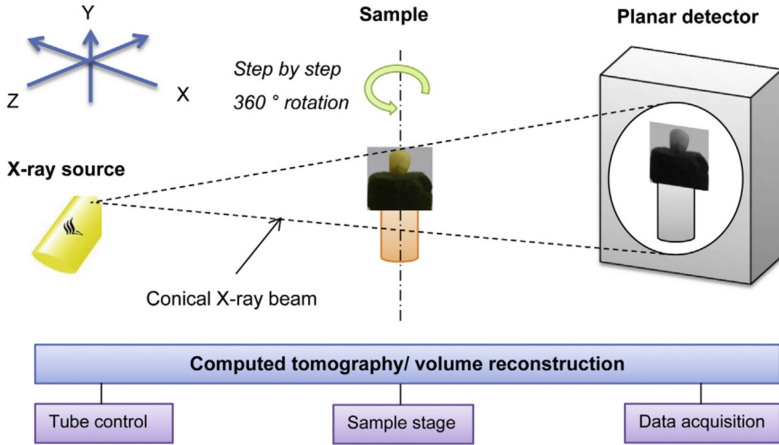 Y
Z
X
Sample
Planar detector
Step by step
360 ° rotation
X-ray source
Conical X-ray beam
Computed tomography/ volume reconstruction
Tube control
Sample stage
Data acquisition